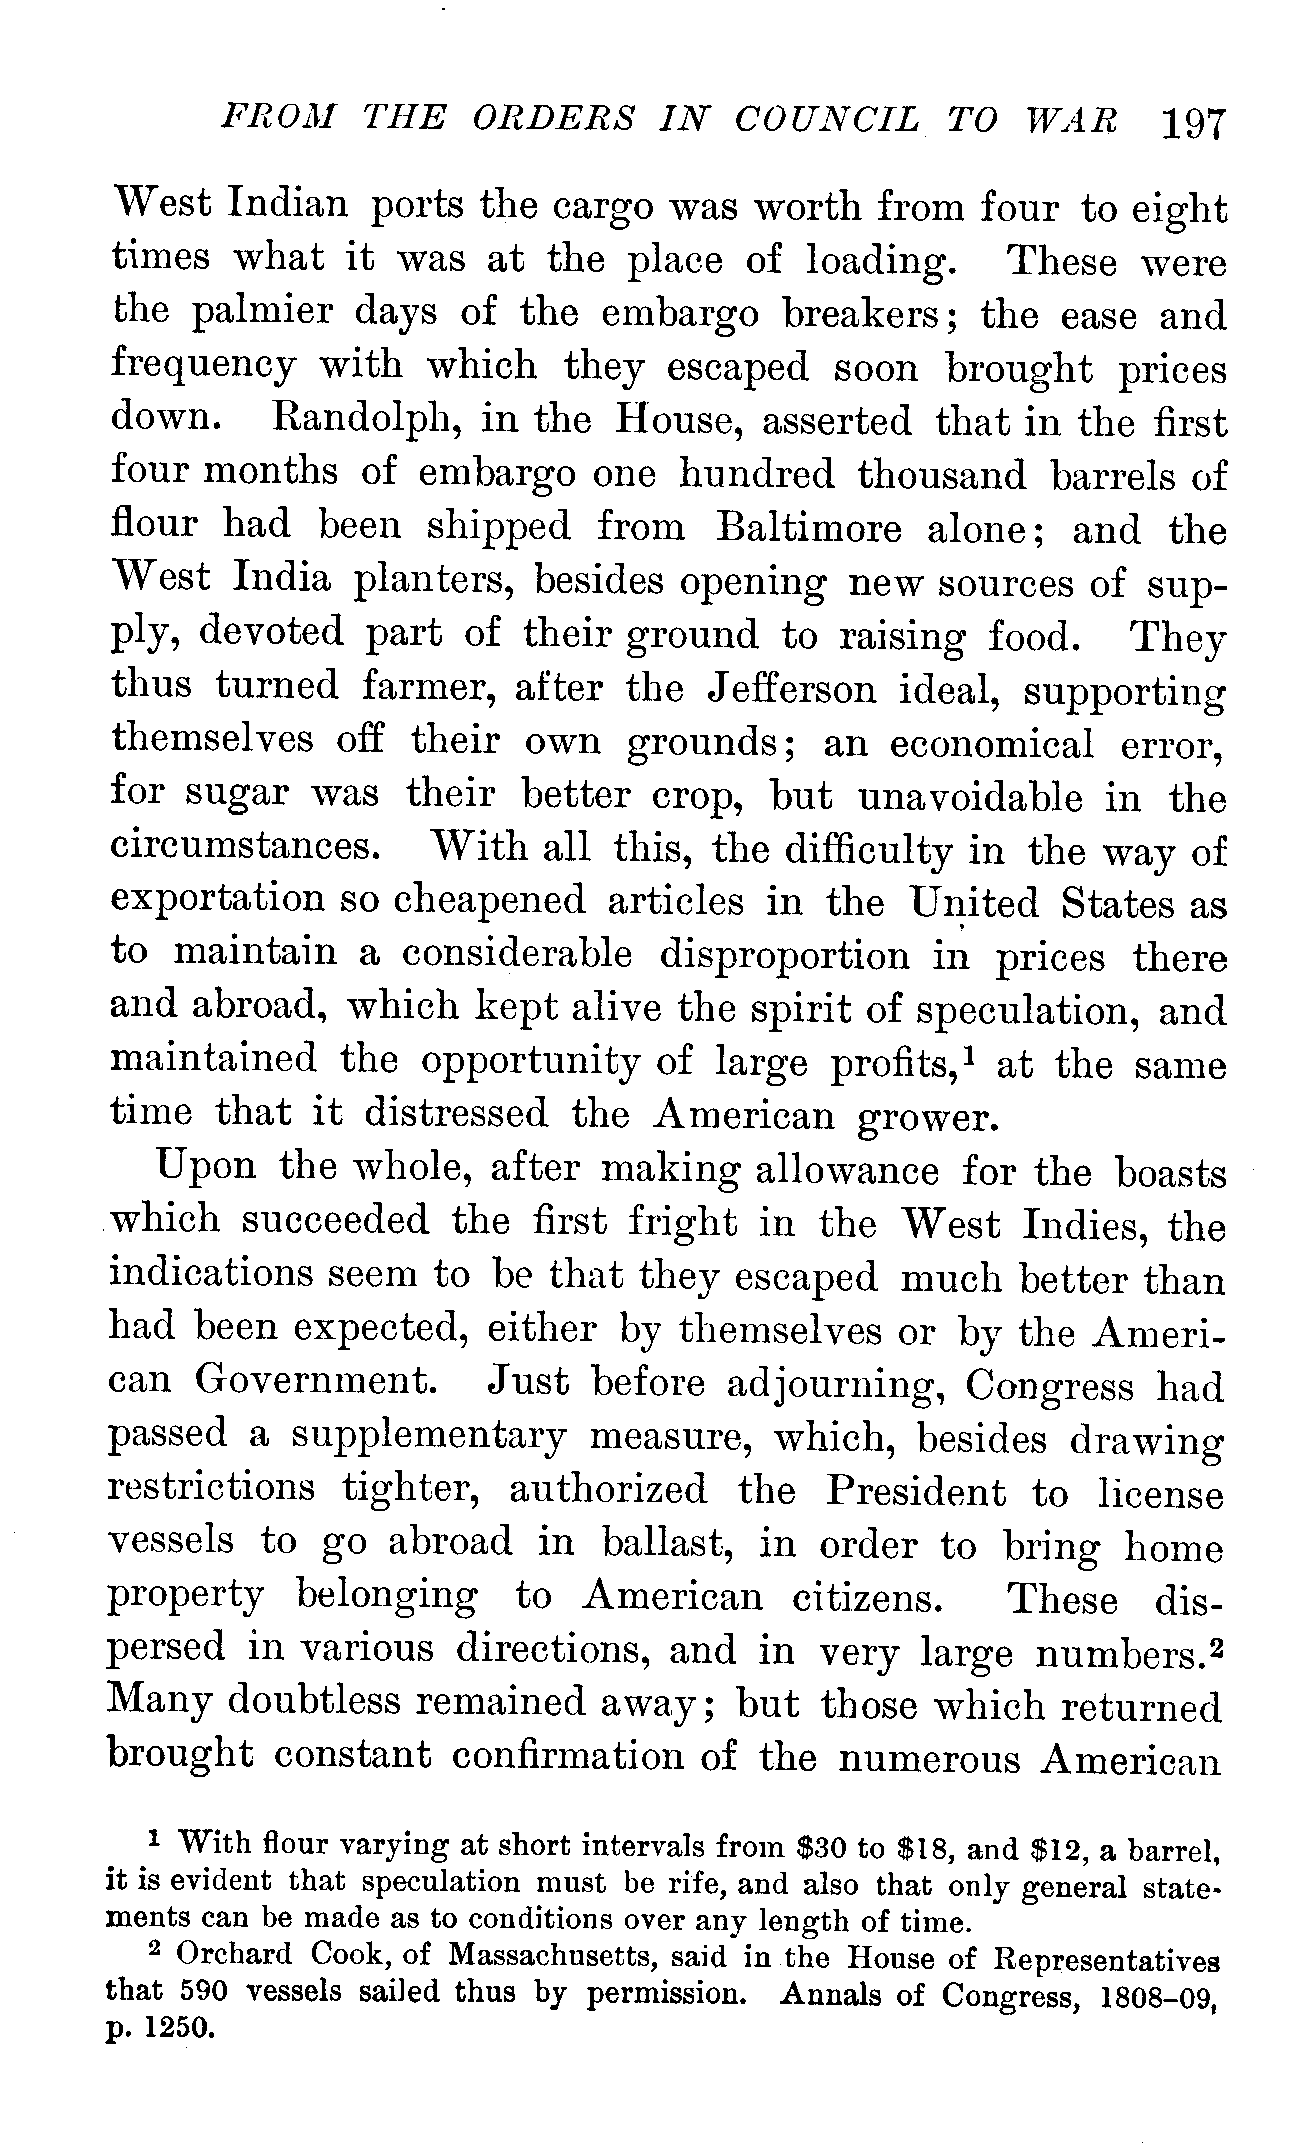 FROM THE ORDERS IN COUNCIL TO WAR 197
West Indian ports the cargo was worth from four to eight
times what it was at the place of loading. These were
the palmier days of the embargo breakers; the ease and
frequency with which they escaped soon brought prices
down. Randolph, in the House, asserted that in the first
four months of embargo one hundred thousand barrels of
flour had been shipped from Baltimore alone; and the
West India planters, besides opening new sources of sup-
ply, devoted part of their ground to raising food. They
thus turned farmer, after the Jefferson ideal, supporting
themselves off their own grounds; an economical error,
for sugar was their better crop, but unavoidable in the
circumstances. With all this, the difficulty in the way of
exportation so cheapened articles in the United States as
to maintain a considerable disproportion in prices there
and abroad, which kept alive the spirit of speculation, and
maintained the opportunity of large profits,¹ at the same
time that it distressed the American grower.
Upon the whole, after making allowance for the boasts
which succeeded the first fright in the West Indies, the
indications seem to be that they escaped much better than
had been expected, either by themselves or by the Ameri-
can Government. Just before adjourning, Congress had
passed a supplementary measure, which, besides drawing
restrictions tighter, authorized the President to license
vessels to go abroad in ballast, in order to bring home
property belonging to American citizens. These dis-
persed in various directions, and in very large numbers.²
Many doubtless remained away; but those which returned
brought constant confirmation of the numerous American
¹ With flour varying at short intervals from $30 to $18, and $12, a barrel,
it is evident that speculation must be rife, and also that only general state-
ments can be made as to conditions over any length of time.
² Orchard Cook, of Massachusetts, said in the House of Representatives
that 590 vessels sailed thus by permission. Annals of Congress, 1808–09,
p. 1250.